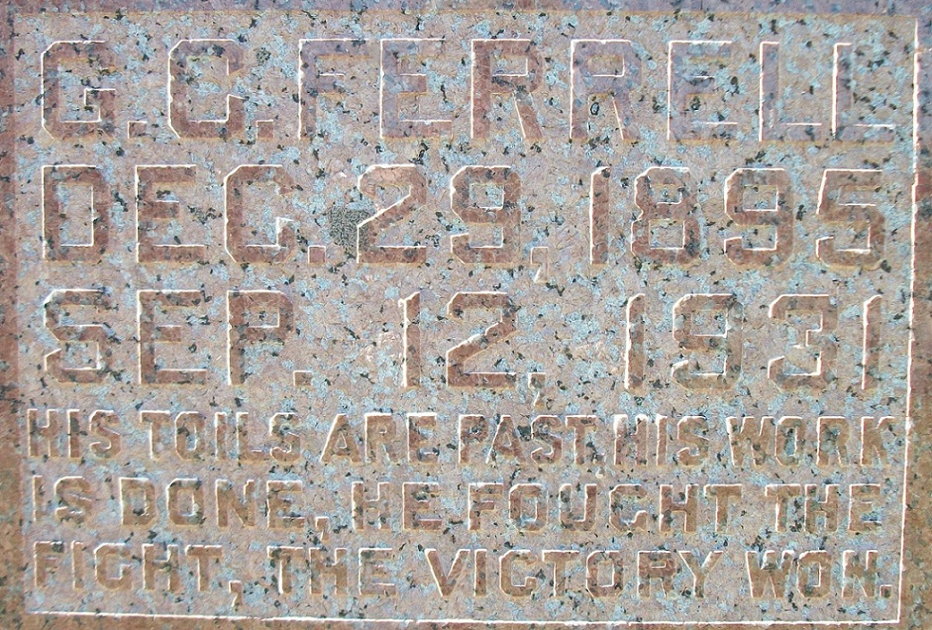 G.C. FERRELL
DEC. 29, 1895
SEP. 12, 1931
HIS TOILS ARE PAST, HIS WORK
IS DONE, HE FOUGHT THE
FIGHT, THE VICTORY WON.